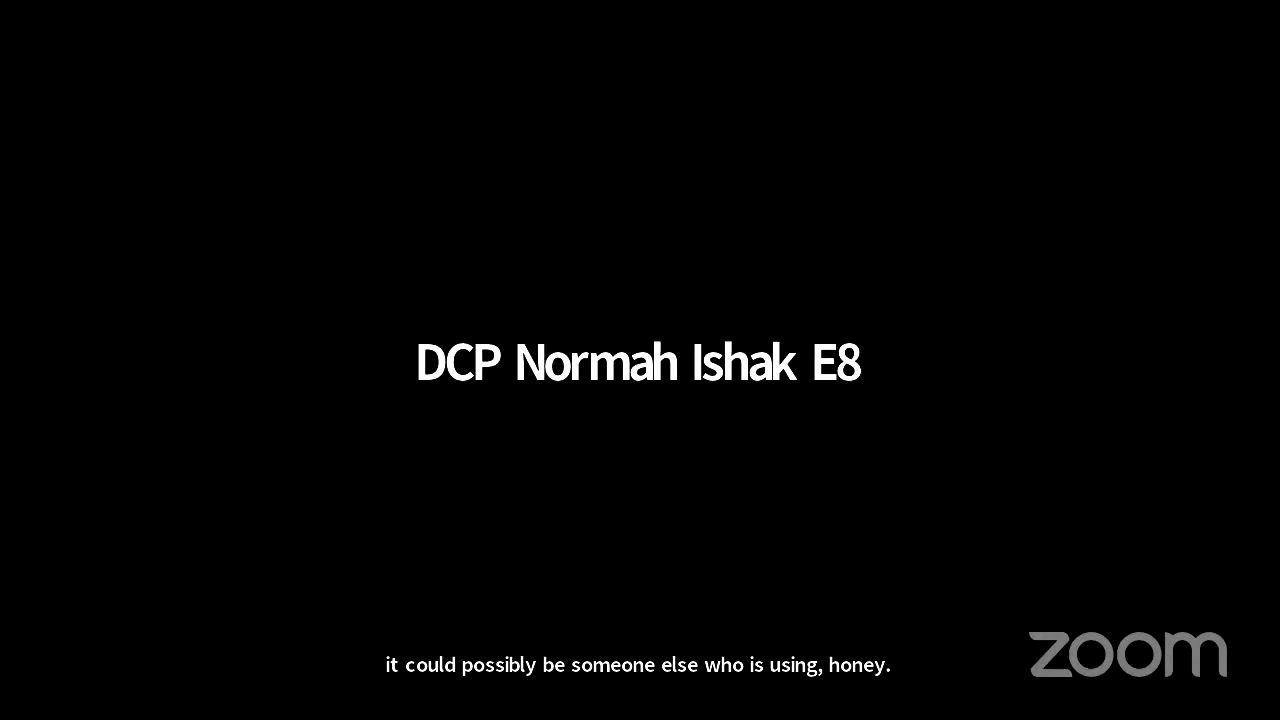 DCP Normah Ishak E8
it could possibly be someone else who is using, honey.
zoom